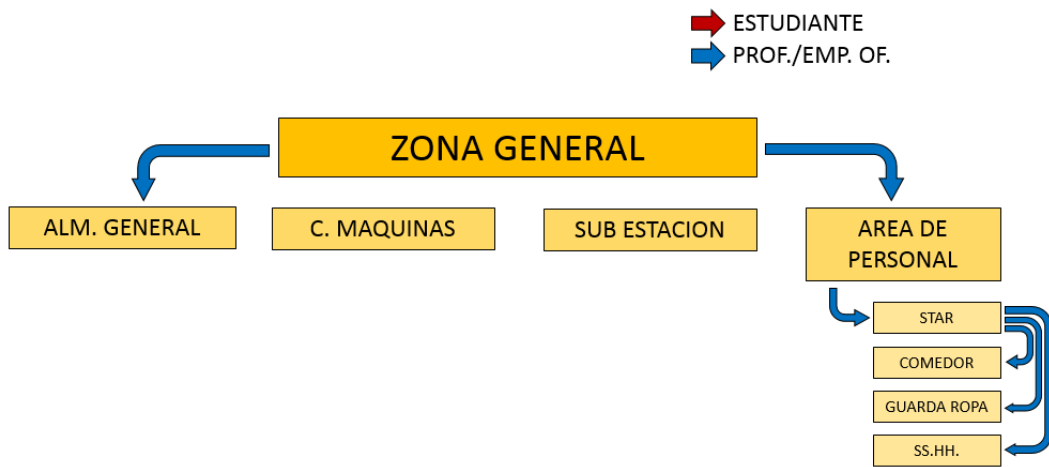 ESTUDIANTE
PROF./EMP. OF.
ZONA GENERAL
ALM. GENERAL
C. MAQUINAS
SUB ESTACION
AREA DE
PERSONAL
STAR
COMEDOR
GUARDA ROPA
SS.HH.